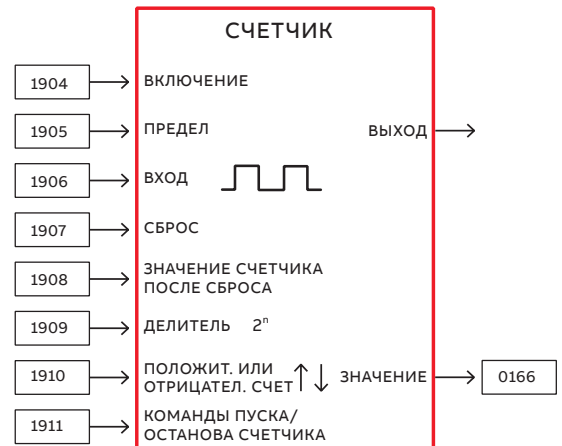 СЧЕТЧИК
1904 ВКЛЮЧЕНИЕ
1905 ПРЕДЕЛ ВЫХОД
1906 ВХОД
1907 СБРОС
1908 ЗНАЧЕНИЕ СЧЕТЧИКА
ПОСЛЕ СБРОСА
1909 ДЕЛИТЕЛЬ 2ⁿ
1910 ПОЛОЖИТ. ИЛИ
ОТРИЦАТЕЛ. СЧЕТ ЗНАЧЕНИЕ 0166
1911 КОМАНДЫ ПУСКА/
ОСТАНОВА СЧЕТЧИКА